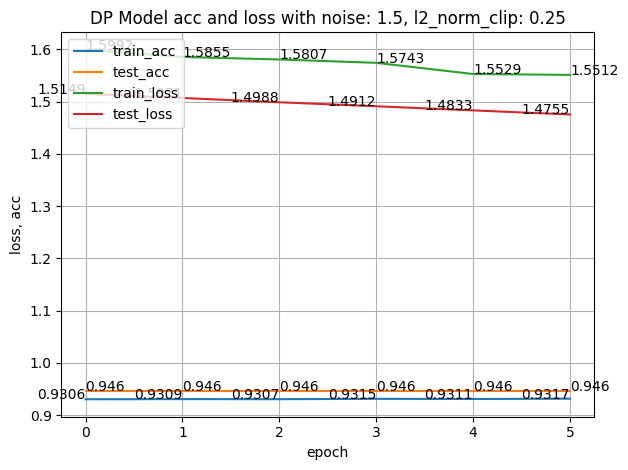 DP Model acc and loss with noise: 1.5, l2_norm_clip: 0.25
1.6
1.5
1.4
1.3
1.2
1.1
1.0
0.9
loss, acc
train_acc
test_acc
train_loss
test_loss
1.5992 1.5855 1.5807 1.5743 1.5529 1.5512
1.5149 1.4988 1.4912 1.4833 1.4755
0.946 0.946 0.946 0.946 0.946 0.946
0.9306 0.9309 0.9307 0.9315 0.9311 0.9317
0 1 2 3 4 5
epoch